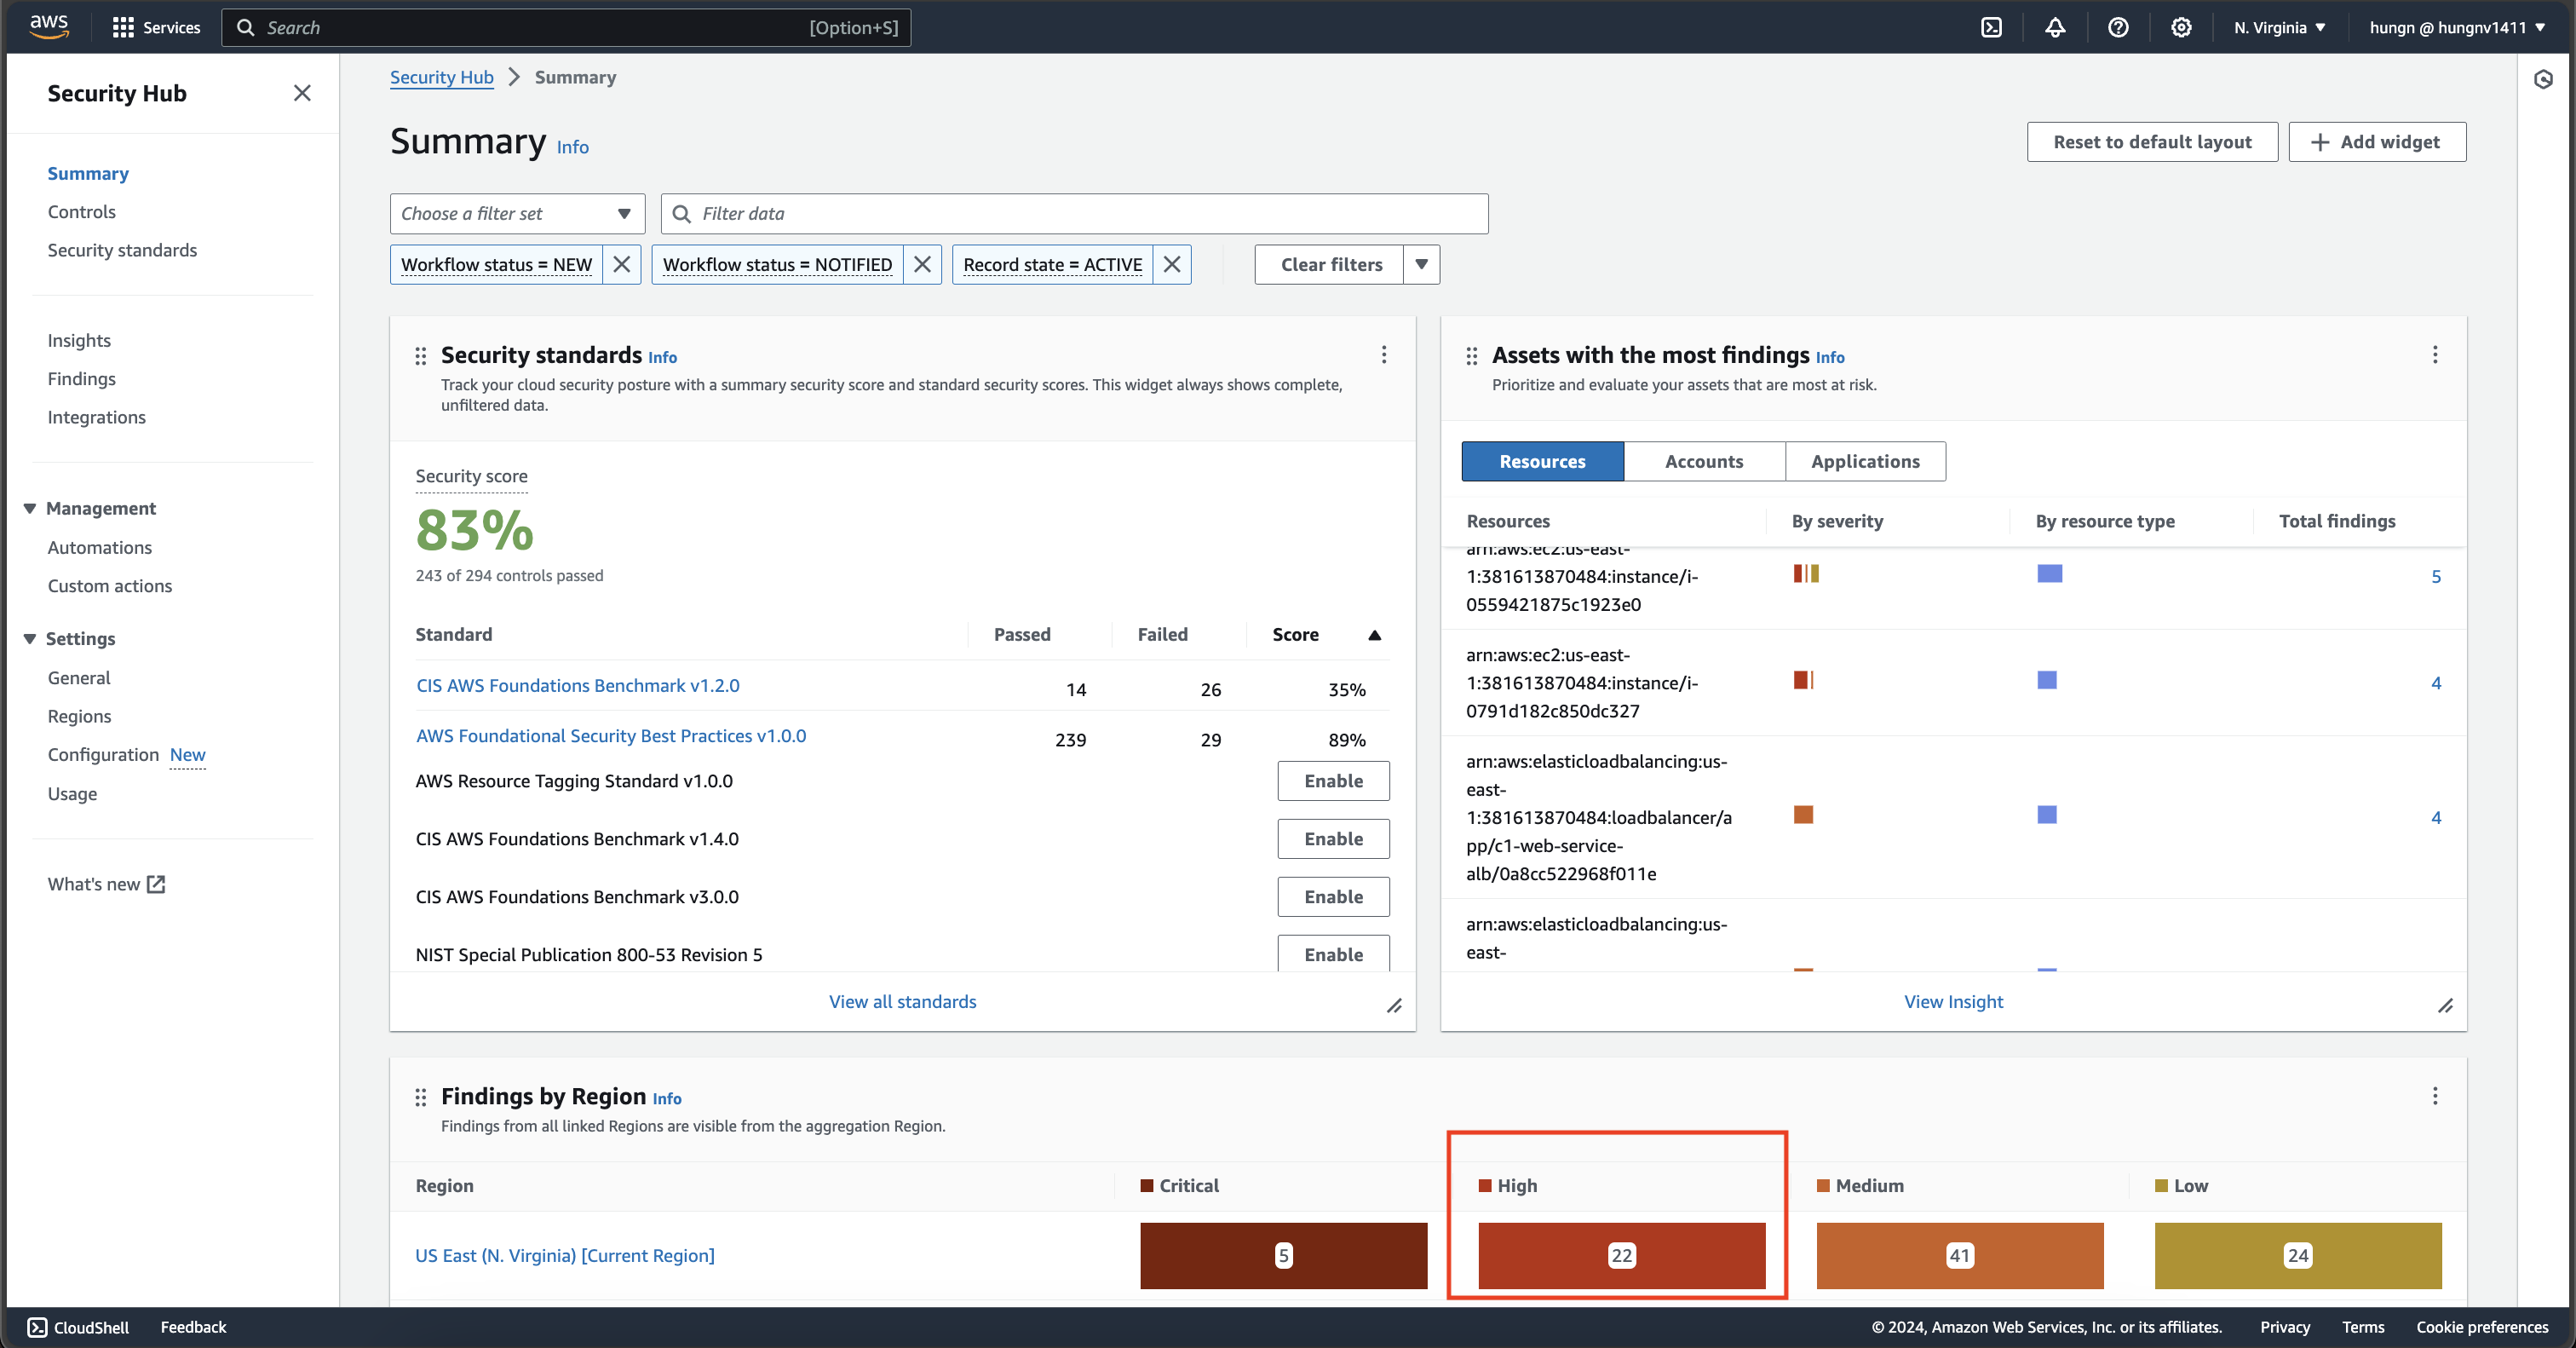 aws
Services
Search
[Option+S]
N. Virginia
hungn @ hungnv1411
Security Hub
Summary
Controls
Security standards
Insights
Findings
Integrations
Management
Automations
Custom actions
Settings
General
Regions
Configuration New
Usage
What's new
Security Hub Summary
Summary Info
Reset to default layout
Add widget
Choose a filter set
Filter data
Workflow status = NEW
Workflow status = NOTIFIED
Record state = ACTIVE
Clear filters
Security standards Info
Track your cloud security posture with a summary security score and standard security scores. This widget always shows complete,
unfiltered data.
Security score
83%
243 of 294 controls passed
Standard Passed Failed Score
CIS AWS Foundations Benchmark v1.2.0 14 26 35%
AWS Foundational Security Best Practices v1.0.0 239 29 89%
AWS Resource Tagging Standard v1.0.0 Enable
CIS AWS Foundations Benchmark v1.4.0 Enable
CIS AWS Foundations Benchmark v3.0.0 Enable
NIST Special Publication 800-53 Revision 5 Enable
View all standards
Assets with the most findings Info
Prioritize and evaluate your assets that are most at risk.
Resources Accounts Applications
Resources By severity By resource type Total findings
arn:aws:ec2:us-east-
1:381613870484:instance/i- 5
0559421875c1923e0
arn:aws:ec2:us-east-
1:381613870484:instance/i- 4
0791d182c850dc327
arn:aws:elasticloadbalancing:us-
east-
1:381613870484:loadbalancer/a 4
pp/c1-web-service-
alb/0a8cc522968f011e
arn:aws:elasticloadbalancing:us-
east-
View Insight
Findings by Region Info
Findings from all linked Regions are visible from the aggregation Region.
Region Critical High Medium Low
US East (N. Virginia) [Current Region] 5 22 41 24
CloudShell
Feedback
© 2024, Amazon Web Services, Inc. or its affiliates.
Privacy
Terms
Cookie preferences